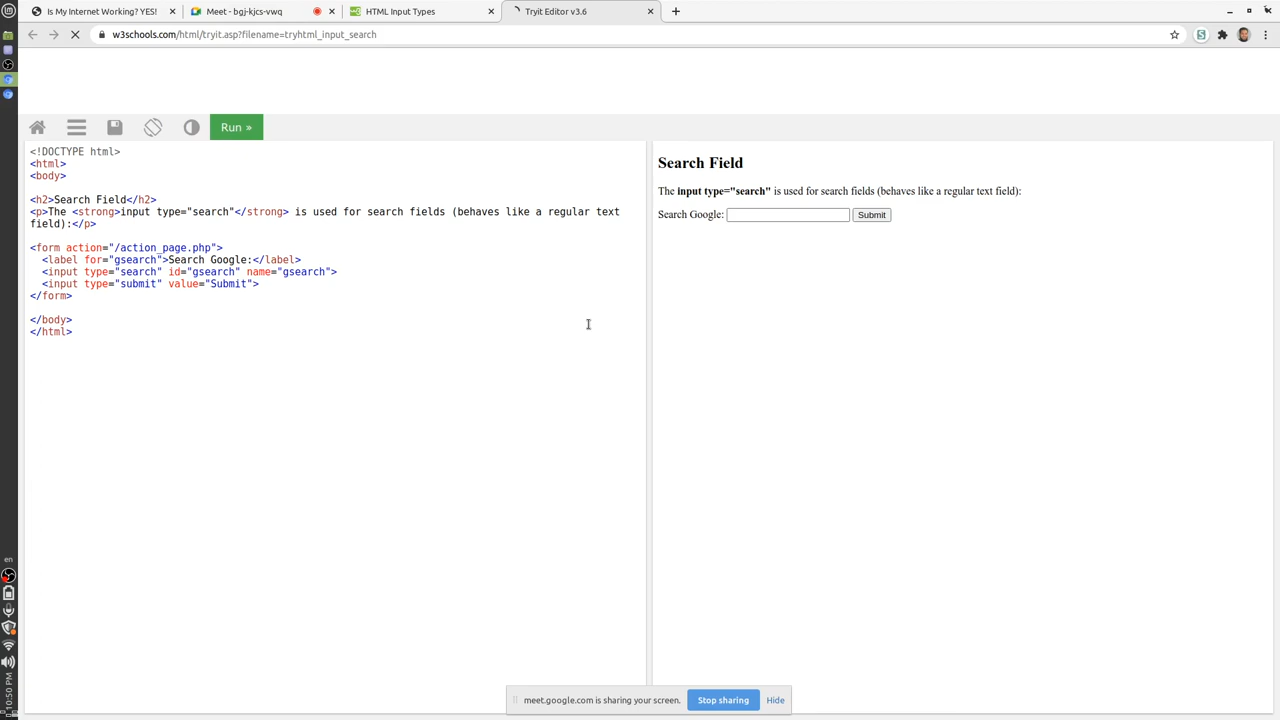 Is My Internet Working? YES!
Meet - bgj-kjcs-vwq
HTML Input Types
Tryit Editor v3.6
w3schools.com/html/tryit.asp?filename=tryhtml_input_search
Run »
<!DOCTYPE html>
<html>
<body>
<h2>Search Field</h2>
<p>The <strong>input type="search"</strong> is used for search fields (behaves like a regular text
field):</p>
<form action="/action_page.php">
<label for="gsearch">Search Google:</label>
<input type="search" id="gsearch" name="gsearch">
<input type="submit" value="Submit">
</form>
</body>
</html>
Search Field
The input type="search" is used for search fields (behaves like a regular text field):
Search Google:
Submit
en
10:50 PM
meet.google.com is sharing your screen.
Stop sharing
Hide